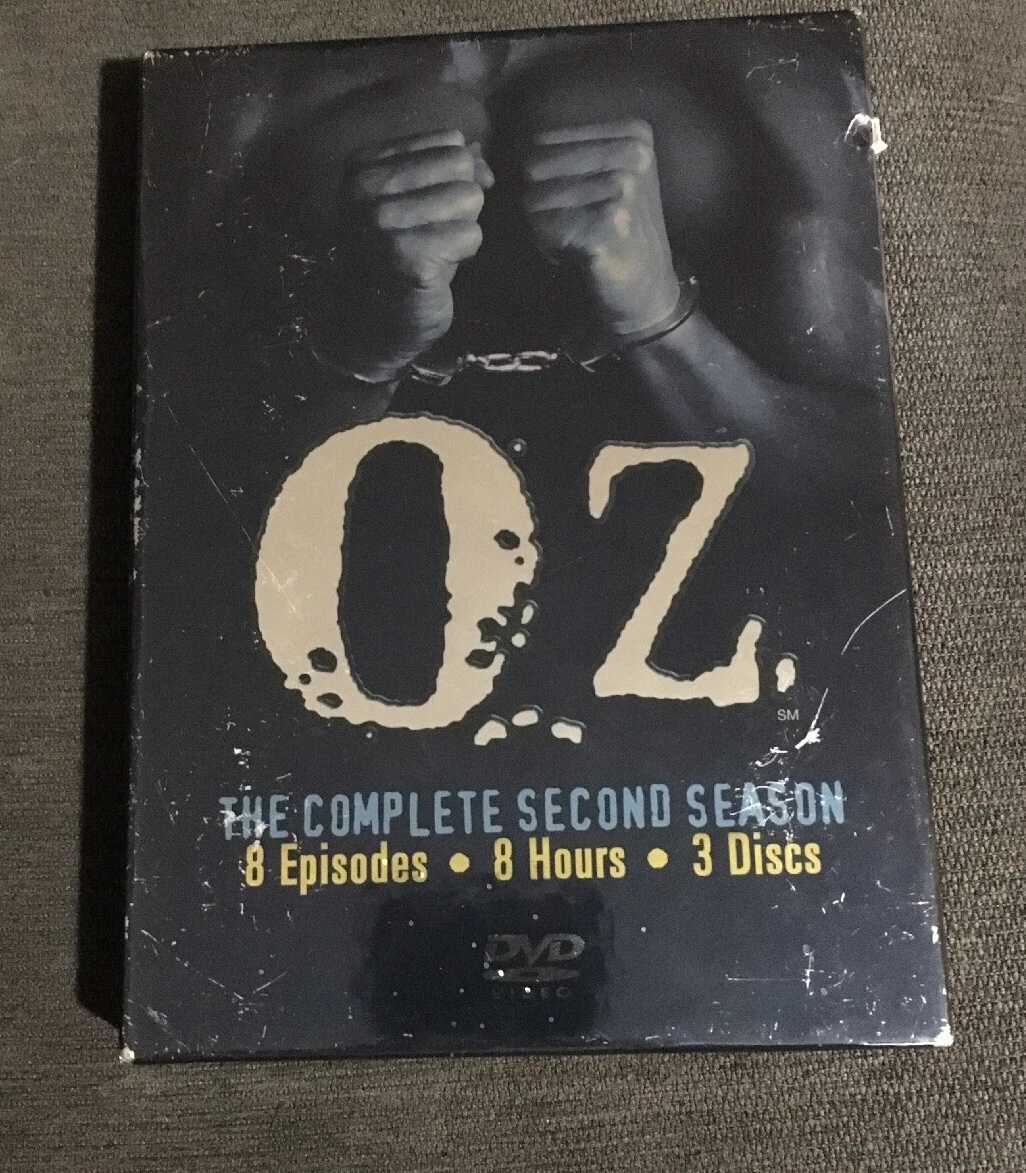 OZ.
SM
THE COMPLETE SECOND SEASON
8 Episodes • 8 Hours • 3 Discs
DVD
VIDEO